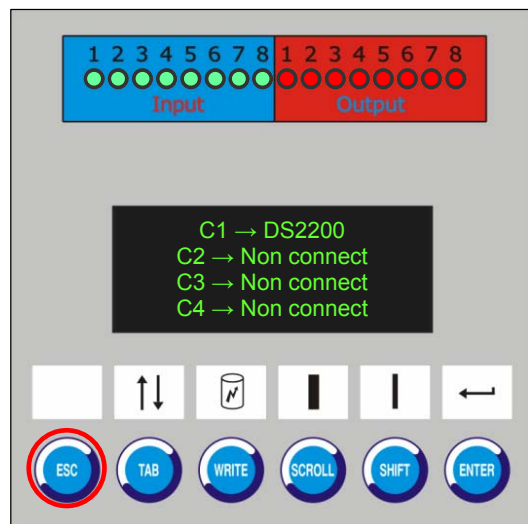 1 2 3 4 5 6 7 8 1 2 3 4 5 6 7 8
Input Output
C1 → DS2200
C2 → Non connect
C3 → Non connect
C4 → Non connect
ESC TAB WRITE SCROLL SHIFT ENTER